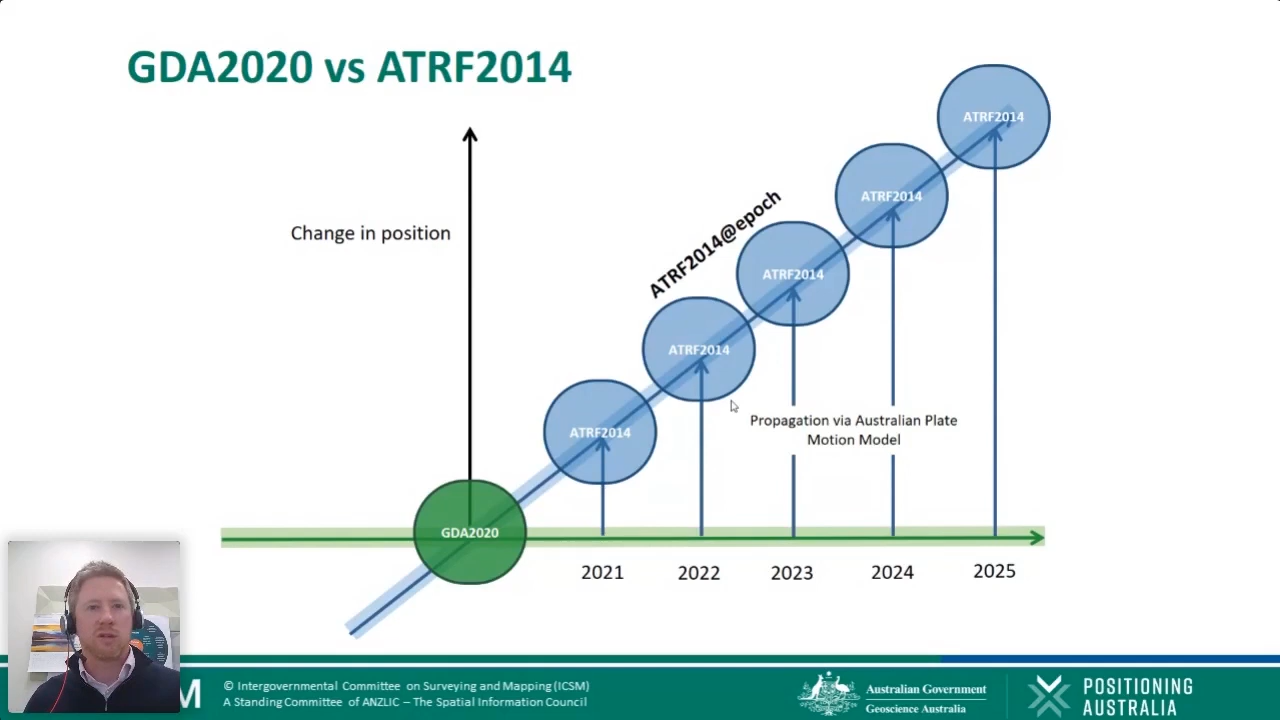 GDA2020 vs ATRF2014
ATRF2014
ATRF2014
ATRF2014@epoch
Change in position
ATRF2014
ATRF2014
ATRF2014
Propagation via Australian Plate
Motion Model
GDA2020
2021 2022 2023 2024 2025
M
© Intergovernmental Committee on Surveying and Mapping (ICSM)
A Standing Committee of ANZLIC – The Spatial Information Council
Australian Government
Geoscience Australia
POSITIONING
AUSTRALIA